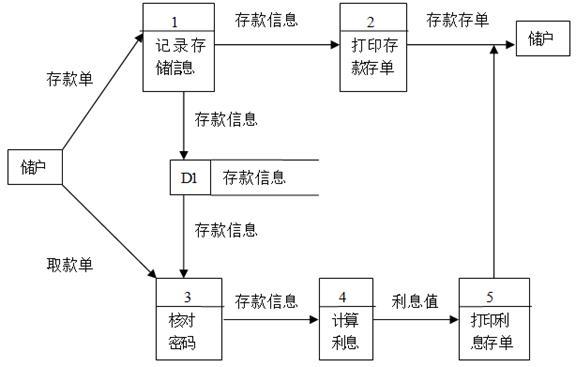 1
存款信息
2
存款存单
记录存
储信息
打印存
款存单
储户
存款单
存款信息
储户
D1
存款信息
存款信息
取款单
3
存款信息
4
利息值
5
核对
密码
计算
利息
打印利
息存单